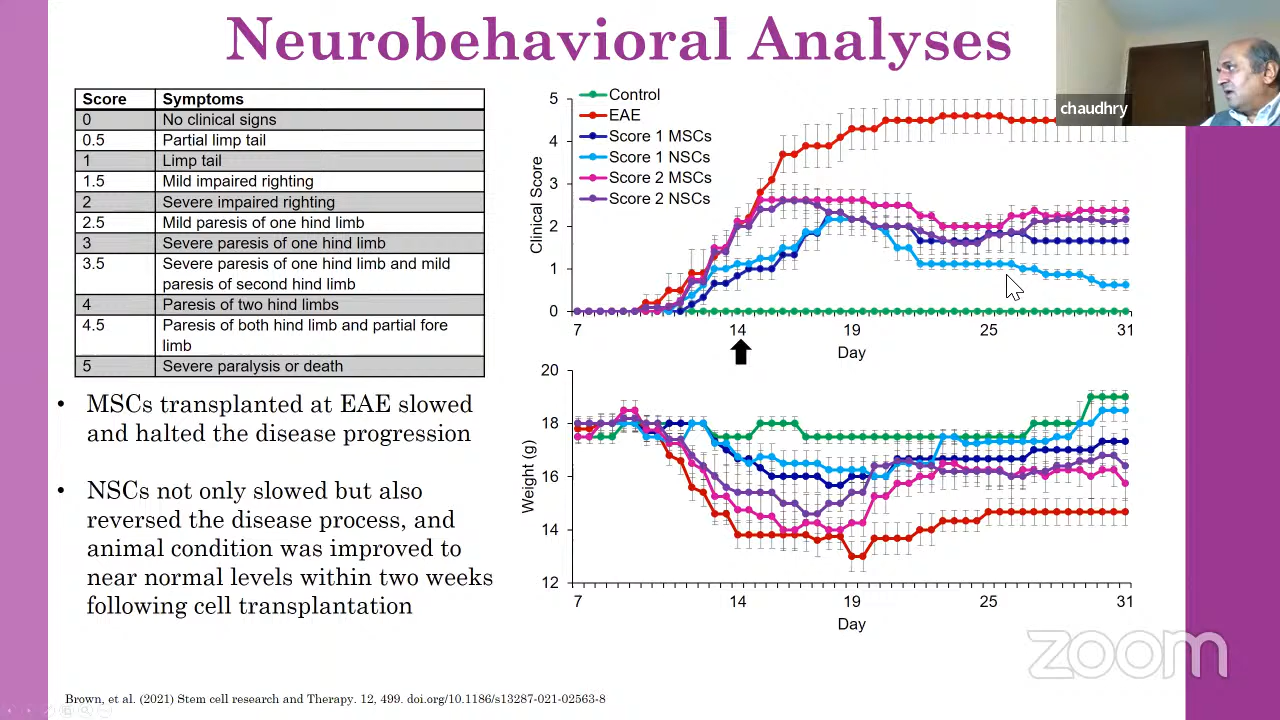 Neurobehavioral Analyses
chaudhry
Score Symptoms
0 No clinical signs
0.5 Partial limp tail
1 Limp tail
1.5 Mild impaired righting
2 Severe impaired righting
2.5 Mild paresis of one hind limb
3 Severe paresis of one hind limb
3.5 Severe paresis of one hind limb and mild
paresis of second hind limb
4 Paresis of two hind limbs
4.5 Paresis of both hind limb and partial fore
limb
5 Severe paralysis or death
• MSCs transplanted at EAE slowed
and halted the disease progression
• NSCs not only slowed but also
reversed the disease process, and
animal condition was improved to
near normal levels within two weeks
following cell transplantation
Control
EAE
Score 1 MSCs
Score 1 NSCs
Score 2 MSCs
Score 2 NSCs
Clinical Score
5
4
3
2
1
0
7 14 19 25 31
Day
Weight (g)
20
18
16
14
12
7 14 19 25 31
Day
zoom
Brown, et al. (2021) Stem cell research and Therapy. 12, 499. doi.org/10.1186/s13287-021-02563-8